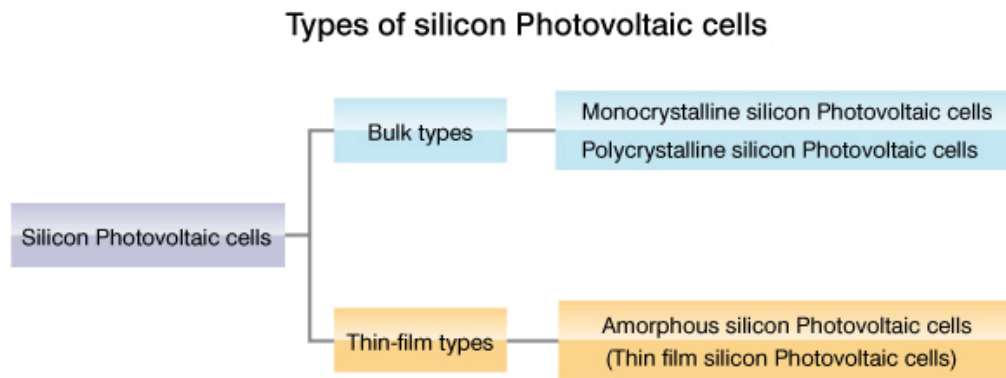 Types of silicon Photovoltaic cells
Silicon Photovoltaic cells
Bulk types
Monocrystalline silicon Photovoltaic cells
Polycrystalline silicon Photovoltaic cells
Thin-film types
Amorphous silicon Photovoltaic cells
(Thin film silicon Photovoltaic cells)